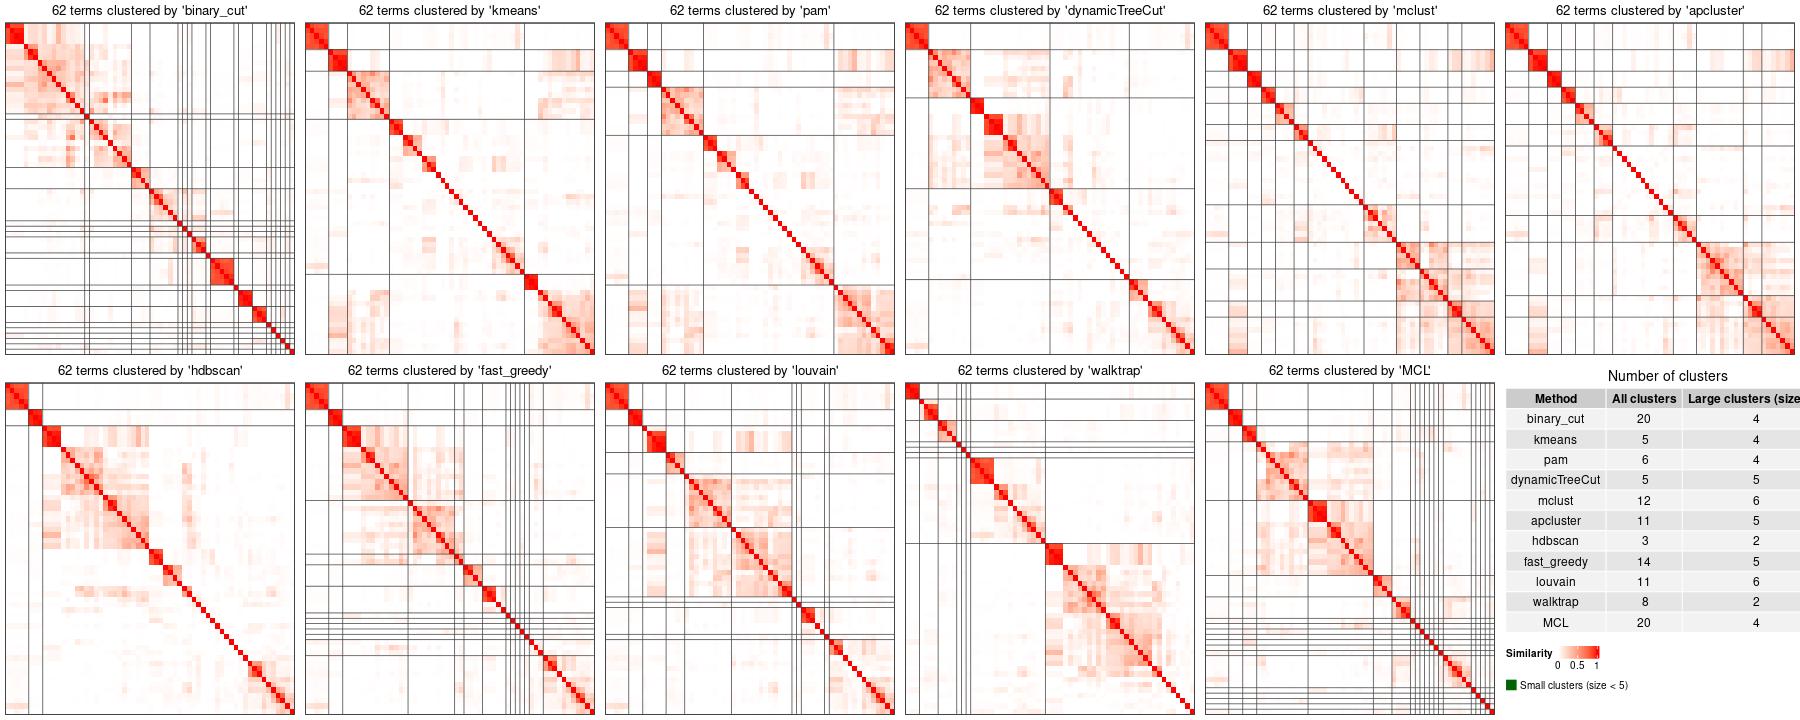 62 terms clustered by 'binary_cut'
62 terms clustered by 'kmeans'
62 terms clustered by 'pam'
62 terms clustered by 'dynamicTreeCut'
62 terms clustered by 'mclust'
62 terms clustered by 'apcluster'
62 terms clustered by 'hdbscan'
62 terms clustered by 'fast_greedy'
62 terms clustered by 'louvain'
62 terms clustered by 'walktrap'
62 terms clustered by 'MCL'
Number of clusters
Method All clusters Large clusters (size
binary_cut 20 4
kmeans 5 4
pam 6 4
dynamicTreeCut 5 5
mclust 12 6
apcluster 11 5
hdbscan 3 2
fast_greedy 14 5
louvain 11 6
walktrap 8 2
MCL 20 4
Similarity
0 0.5 1
Small clusters (size < 5)